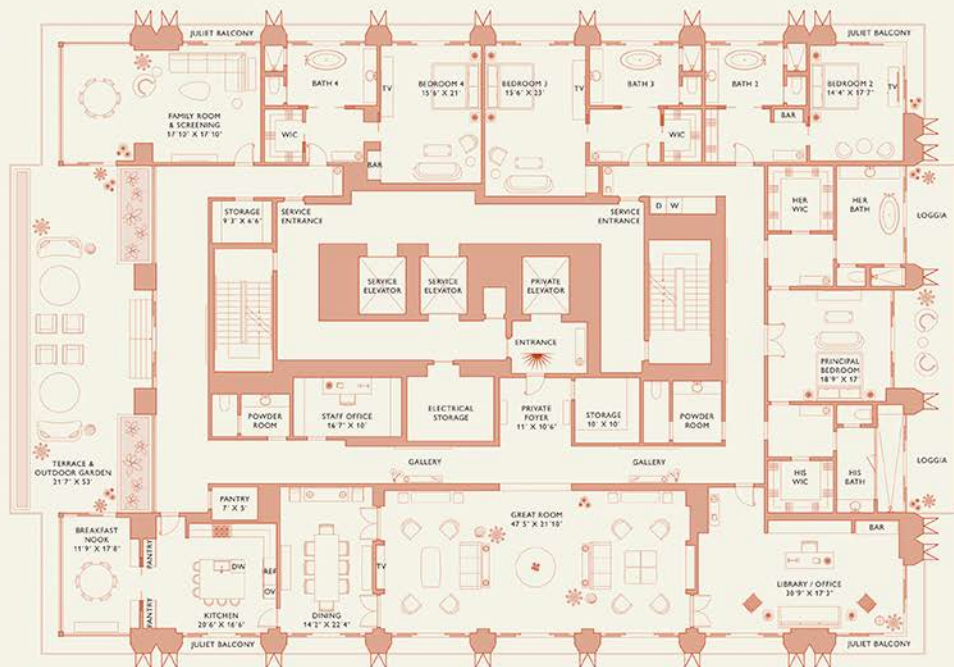 JULIET BALCONY
JULIET BALCONY
FAMILY ROOM
& SCREENING
37'10" X 17'10"
BATH 4
WIC
TV
BEDROOM 4
15'6" X 21'
BAR
BEDROOM 3
15'6" X 23'
TV
BATH 3
WIC
BATH 2
BAR
BEDROOM 2
14'4" X 17'7"
TV
STORAGE
9'3" X 6'6"
SERVICE
ENTRANCE
SERVICE
ENTRANCE
D W
HER
WIC
HER
BATH
LOGGIA
SERVICE
ELEVATOR
SERVICE
ELEVATOR
PRIVATE
ELEVATOR
ENTRANCE
PRINCIPAL
BEDROOM
18'9" X 17'
POWDER
ROOM
STAFF OFFICE
16'7" X 10'
ELECTRICAL
STORAGE
PRIVATE
FOYER
11' X 10'6"
STORAGE
10' X 10'
POWDER
ROOM
TERRACE &
OUTDOOR GARDEN
21'7" X 53'
GALLERY
GALLERY
HIS
WIC
HIS
BATH
LOGGIA
PANTRY
7' X 5'
BREAKFAST
NOOK
11'9" X 17'8"
PANTRY
PANTRY
DW
REF
OV
KITCHEN
20'6" X 16'6"
DINING
14'2" X 22'4"
TV
GREAT ROOM
47'5" X 21'10"
BAR
LIBRARY / OFFICE
30'9" X 17'3"
JULIET BALCONY
JULIET BALCONY